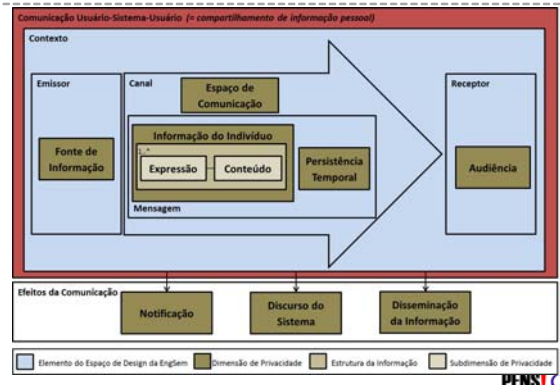 Comunicação Usuário-Sistema-Usuário (= compartilhamento de informação pessoal)
Contexto
Emissor
Canal
Espaço de
Comunicação
Receptor
Informação do Indivíduo
1..*
Expressão
Conteúdo
Fonte de
Informação
Persistência
Temporal
Audiência
Mensagem
Efeitos da Comunicação
Notificação
Discurso do
Sistema
Disseminação
da Informação
Elemento do Espaço de Design da EngSem
Dimensão de Privacidade
Estrutura da Informação
Subdimensão de Privacidade